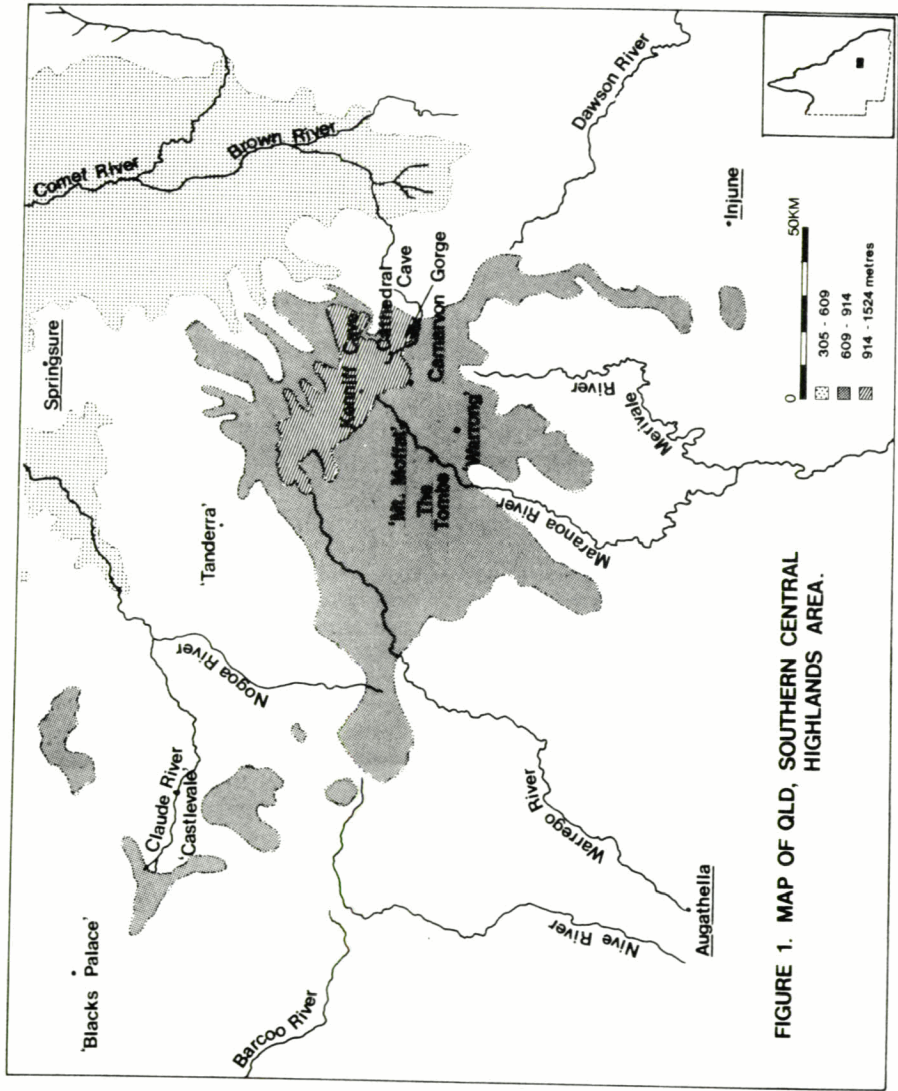 'Blacks Palace'
Claude River
'Castlevale'
Springsure
Comet River
Brown River
Nogoa River
'Tanderra'
Barcoo River
Kenniff Cave
Cathedral
Cave
Carnarvon Gorge
'Mt. Moffat'
The
Tombs
'Warrong'
Dawson River
Nive River
Warrego River
Maranoa River
Merivale River
Augathella
Injune
0 50KM
305 - 609
609 - 914
914 - 1524 metres
FIGURE 1. MAP OF QLD, SOUTHERN CENTRAL
HIGHLANDS AREA.